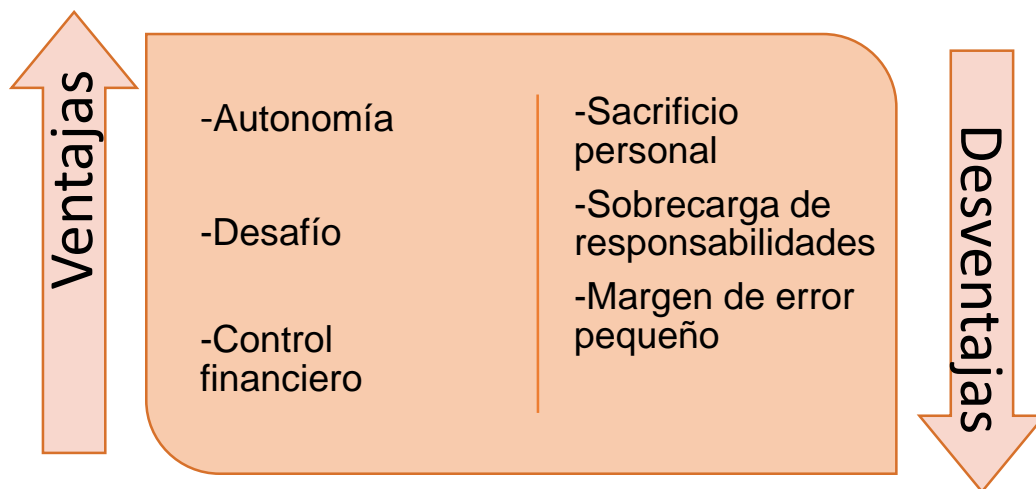 Ventajas
-Autonomía
-Desafío
-Control
financiero
-Sacrificio
personal
-Sobrecarga de
responsabilidades
-Margen de error
pequeño
Desventajas